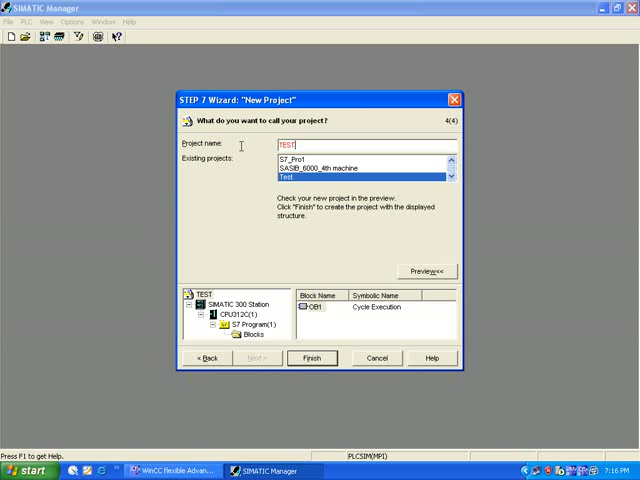 SIMATIC Manager
File PLC View Options Window Help
STEP 7 Wizard: "New Project"
What do you want to call your project?
4(4)
Project name:
TEST
Existing projects:
S7_Pro1
SASIB_6000_4th machine
Test
Check your new project in the preview.
Click "Finish" to create the project with the displayed
structure.
Preview<<
TEST
SIMATIC 300 Station
CPU312C(1)
S7 Program(1)
Blocks
Block Name Symbolic Name
OB1 Cycle Execution
< Back Next > Finish Cancel Help
Press F1 to get Help.
PLCSIM(MPI)
start
WinCC flexible Advan...
SIMATIC Manager
7:16 PM